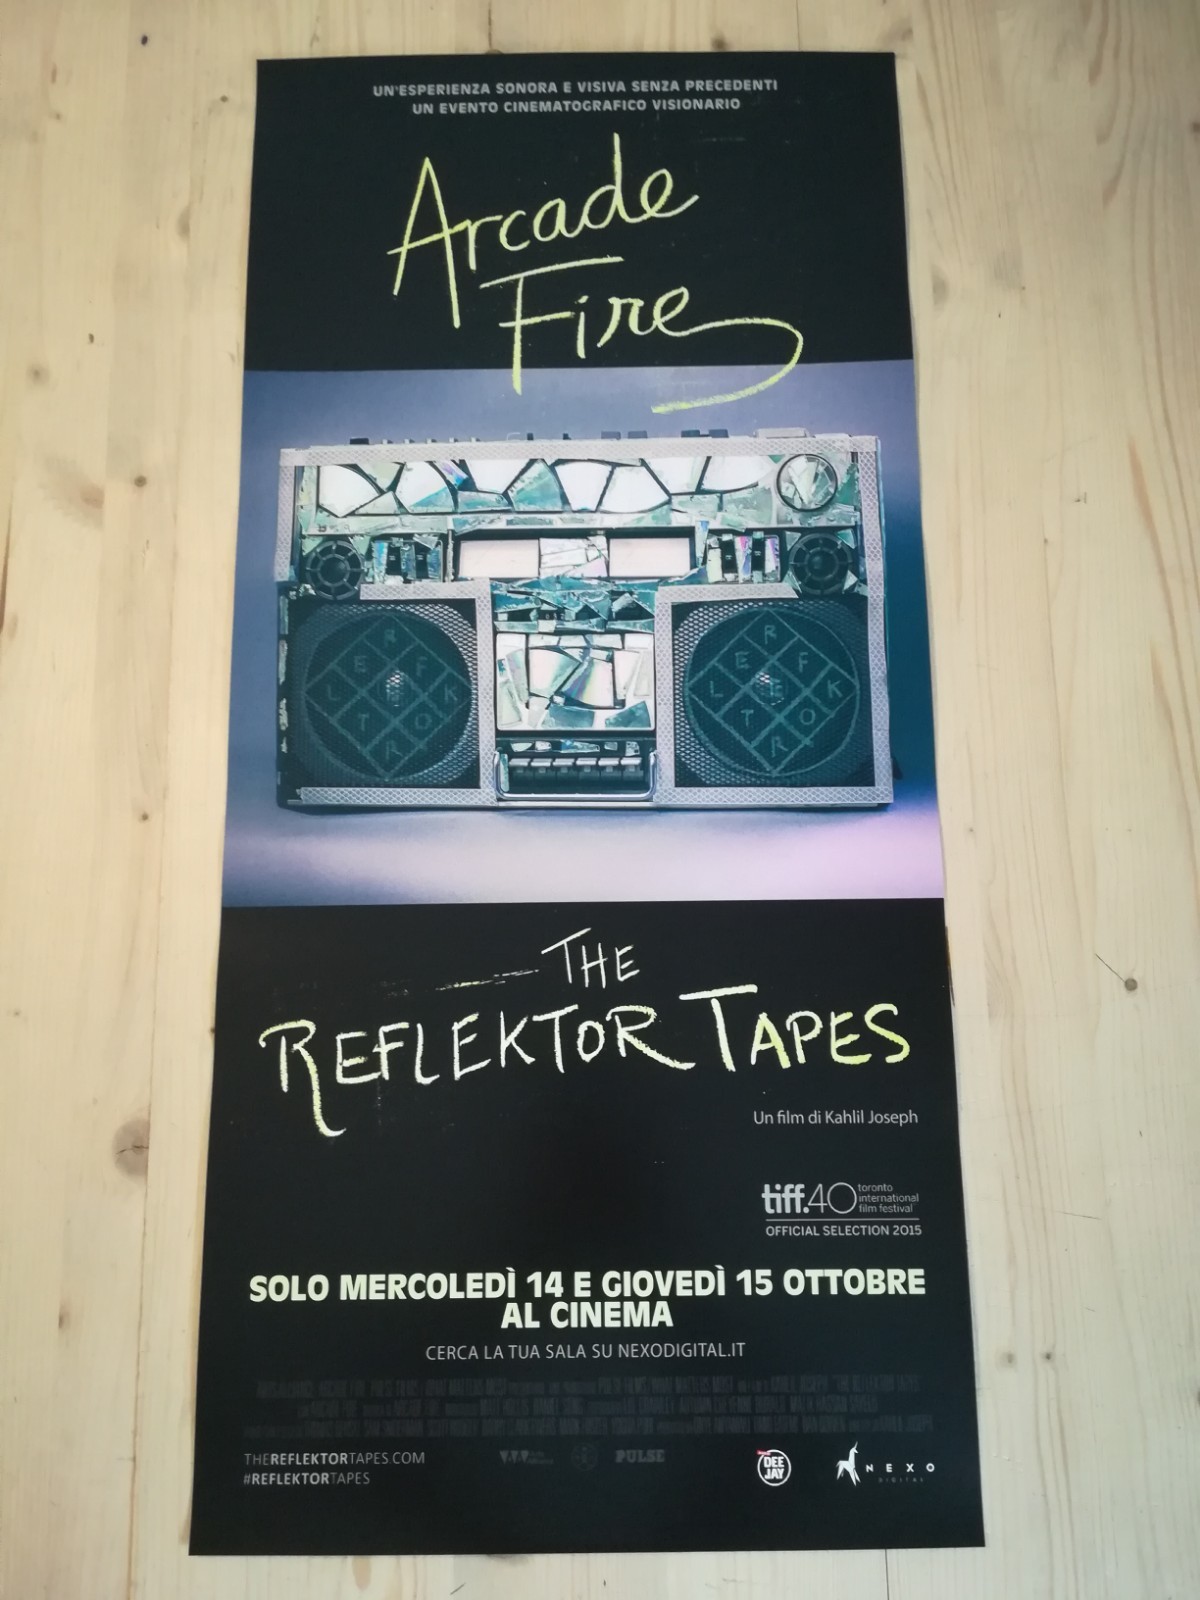 UN'ESPERIENZA SONORA E VISIVA SENZA PRECEDENTI
UN EVENTO CINEMATOGRAFICO VISIONARIO
Arcade
Fire
R
E F
L E K
T O
R
R
E F
L E K
T O
R
THE
REFLEKTOR TAPES
Un film di Kahlil Joseph
tiff.40 toronto
international
film festival
OFFICIAL SELECTION 2015
SOLO MERCOLEDÌ 14 E GIOVEDÌ 15 OTTOBRE
AL CINEMA
CERCA LA TUA SALA SU NEXODIGITAL.IT
THEREFLEKTORTAPES.COM
#REFLEKTORTAPES
PULSE
DEE
JAY
NEXO
DIGITAL